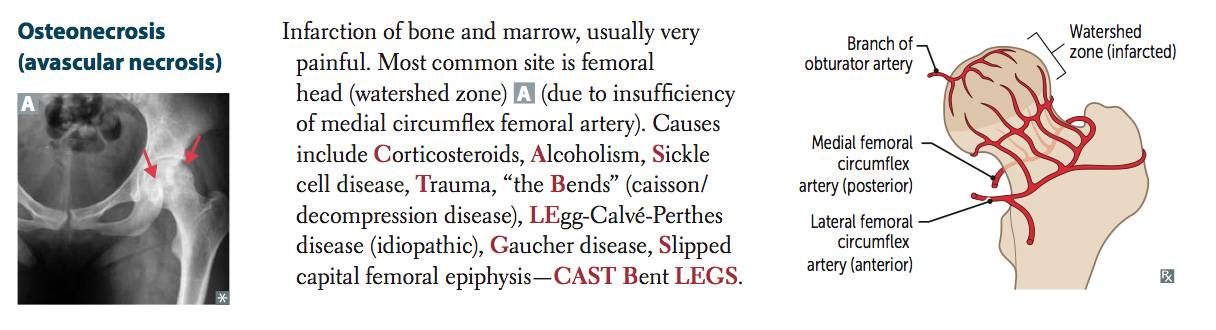 Osteonecrosis
(avascular necrosis)
A
Infarction of bone and marrow, usually very
painful. Most common site is femoral
head (watershed zone) A (due to insufficiency
of medial circumflex femoral artery). Causes
include Corticosteroids, Alcoholism, Sickle
cell disease, Trauma, “the Bends” (caisson/
decompression disease), LEgg-Calvé-Perthes
disease (idiopathic), Gaucher disease, Slipped
capital femoral epiphysis—CAST Bent LEGS.
Branch of
obturator artery
Watershed
zone (infarcted)
Medial femoral
circumflex
artery (posterior)
Lateral femoral
circumflex
artery (anterior)
Rx